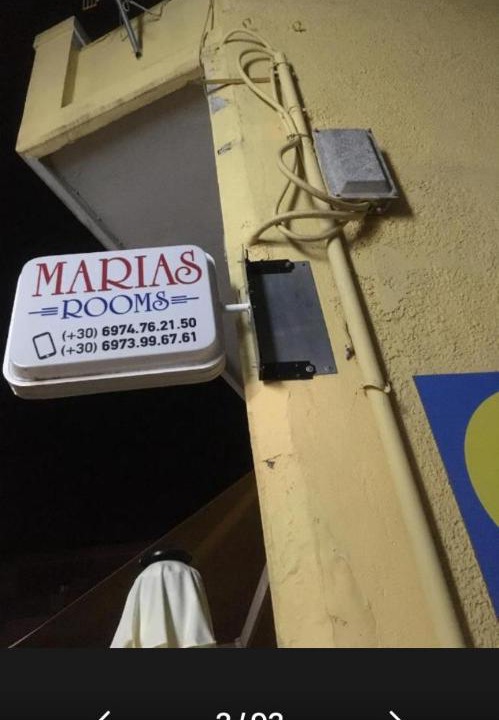 MARIAS
ROOMS
(+30) 6974.76.21.50
(+30) 6973.99.67.61